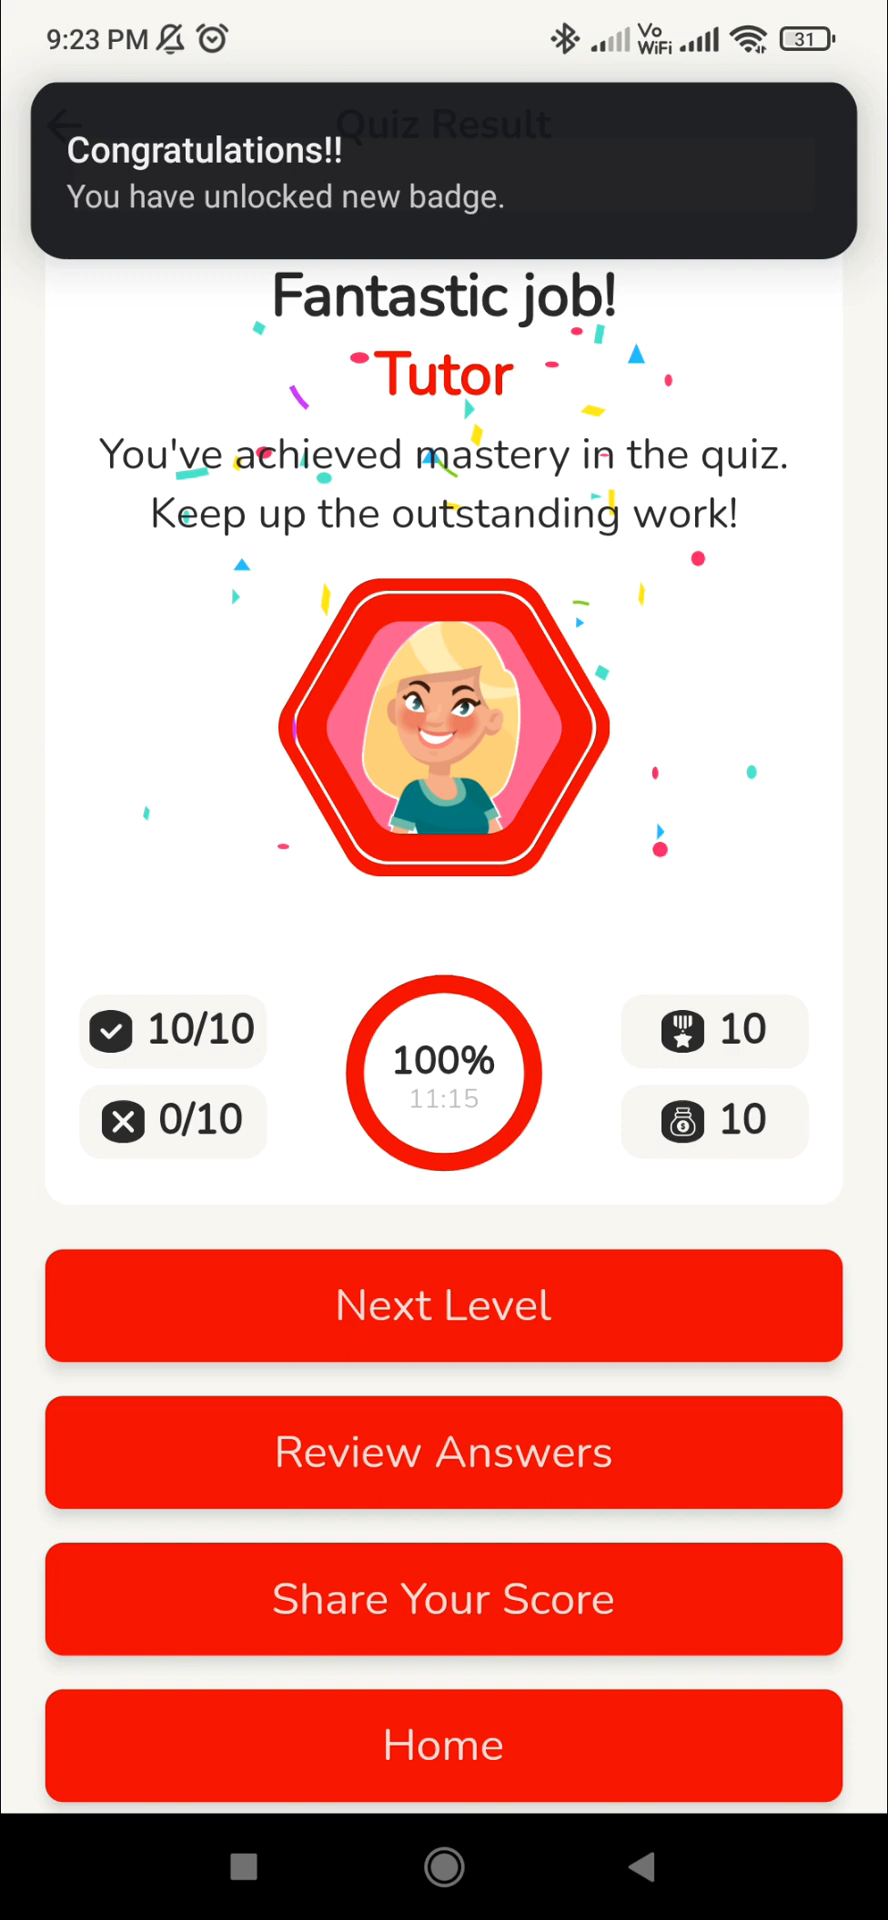 9:23 PM
Vo
WiFi
31
Quiz Result
Congratulations!!
You have unlocked new badge.
Fantastic job!
Tutor
You've achieved mastery in the quiz.
Keep up the outstanding work!
10/10
100%
10
11:15
0/10
10
Next Level
Review Answers
Share Your Score
Home